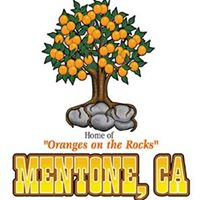 Home of
"Oranges on the Rocks"
MENTONE, CA